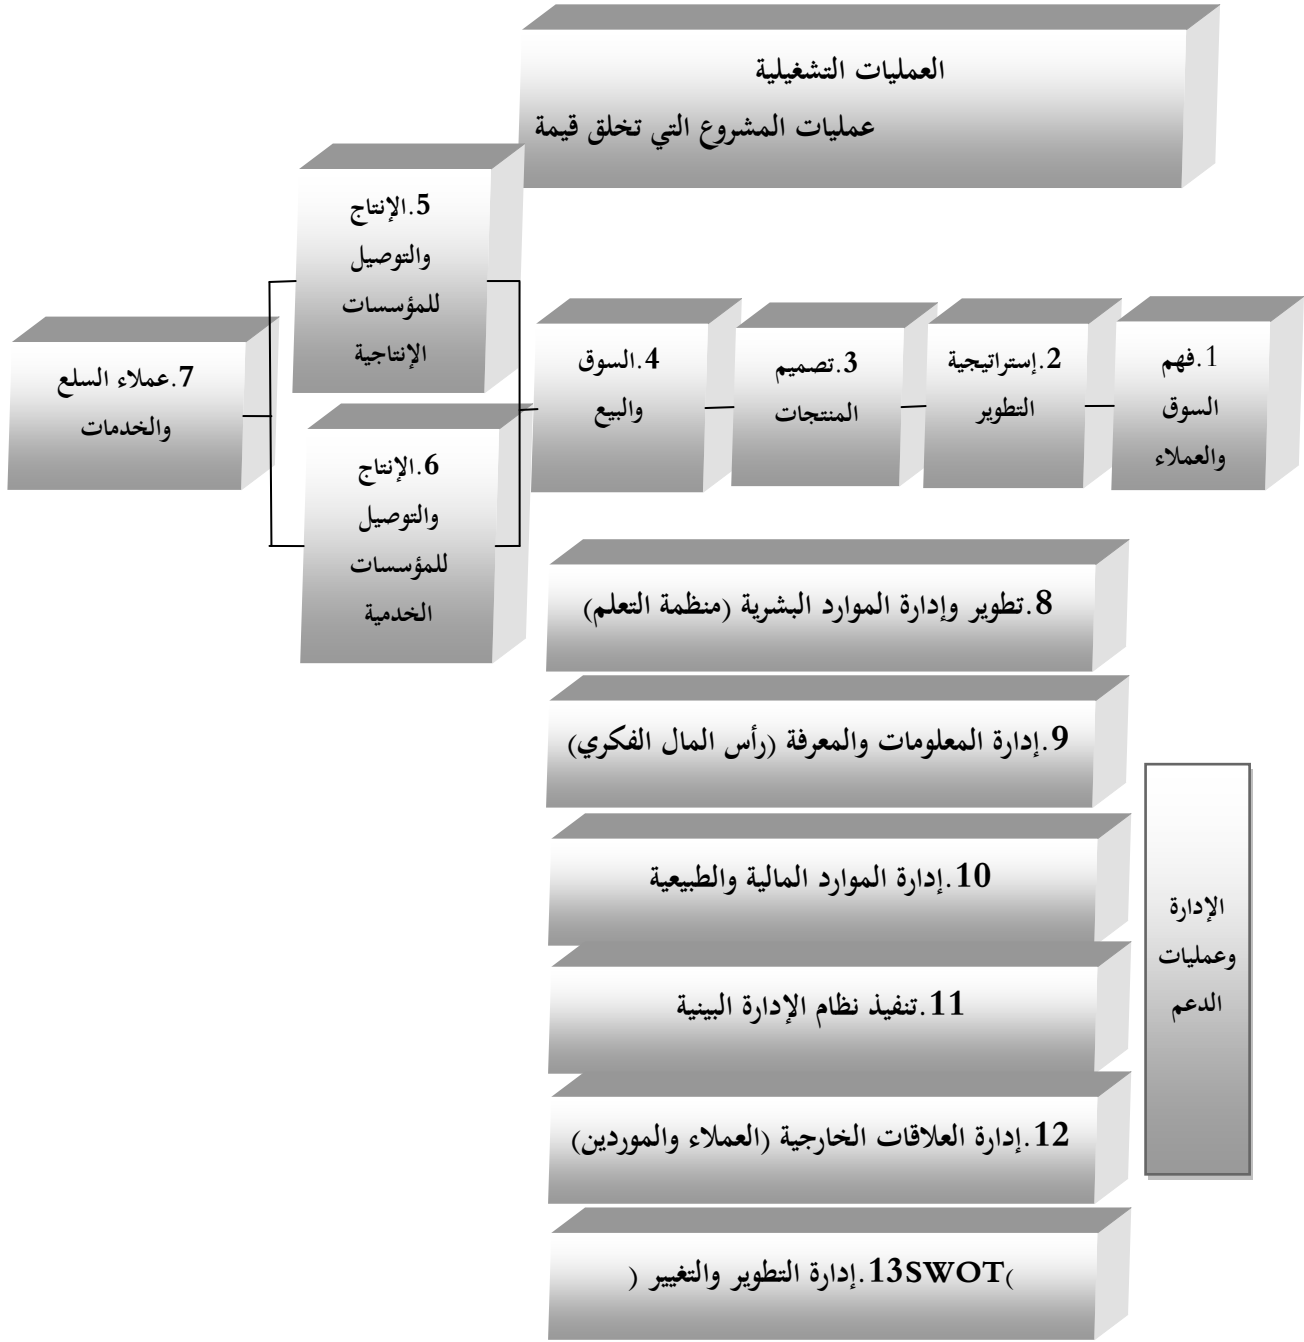 العمليات التشغيلية
عمليات المشروع التي تخلق قيمة
1.فهم
السوق
والعملاء
2.إستراتيجية
التطوير
3.تصميم
المنتجات
4.السوق
والبيع
5.الإنتاج
والتوصيل
للمؤسسات
الإنتاجية
6.الإنتاج
والتوصيل
للمؤسسات
الخدمية
7.عملاء السلع
والخدمات
8.تطوير وإدارة الموارد البشرية (منظمة التعلم)
9.إدارة المعلومات والمعرفة (رأس المال الفكري)
10.إدارة الموارد المالية والطبيعية
11.تنفيذ نظام الإدارة البينية
12.إدارة العلاقات الخارجية (العملاء والموردين)
13SWOT).إدارة التطوير والتغيير (
الإدارة
وعمليات
الدعم